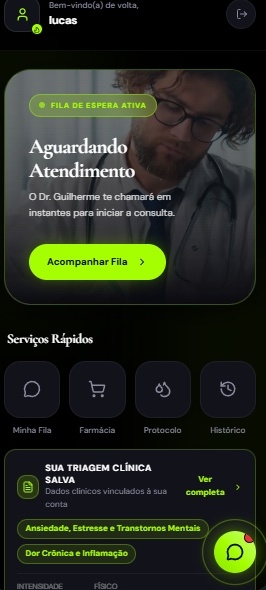 Bem-vindo(a) de volta,
lucas
FILA DE ESPERA ATIVA
Aguardando
Atendimento
O Dr. Guilherme te chamará em
instantes para iniciar a consulta.
Acompanhar Fila
Serviços Rápidos
Minha Fila
Farmácia
Protocolo
Histórico
SUA TRIAGEM CLÍNICA
SALVA
Dados clínicos vinculados à sua
conta
Ver
completa
Ansiedade, Estresse e Transtornos Mentais
Dor Crônica e Inflamação
INTENSIDADE
FÍSICO